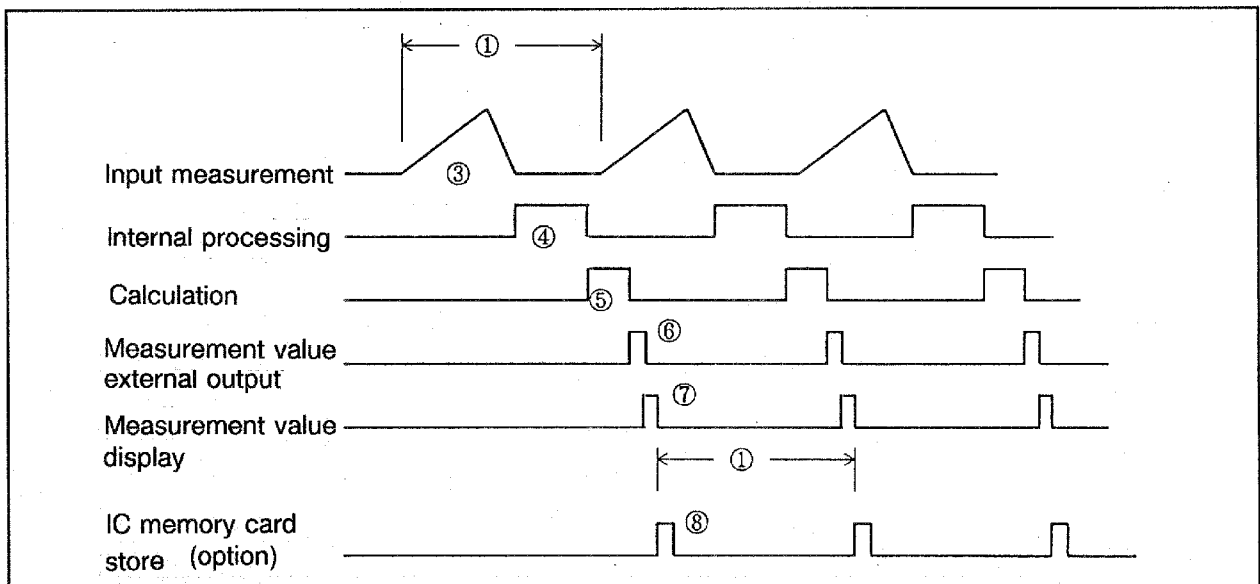 ①
Input measurement
③
Internal processing
④
Calculation
⑤
Measurement value
external output
⑥
Measurement value
display
⑦
①
IC memory card
store (option)
⑧